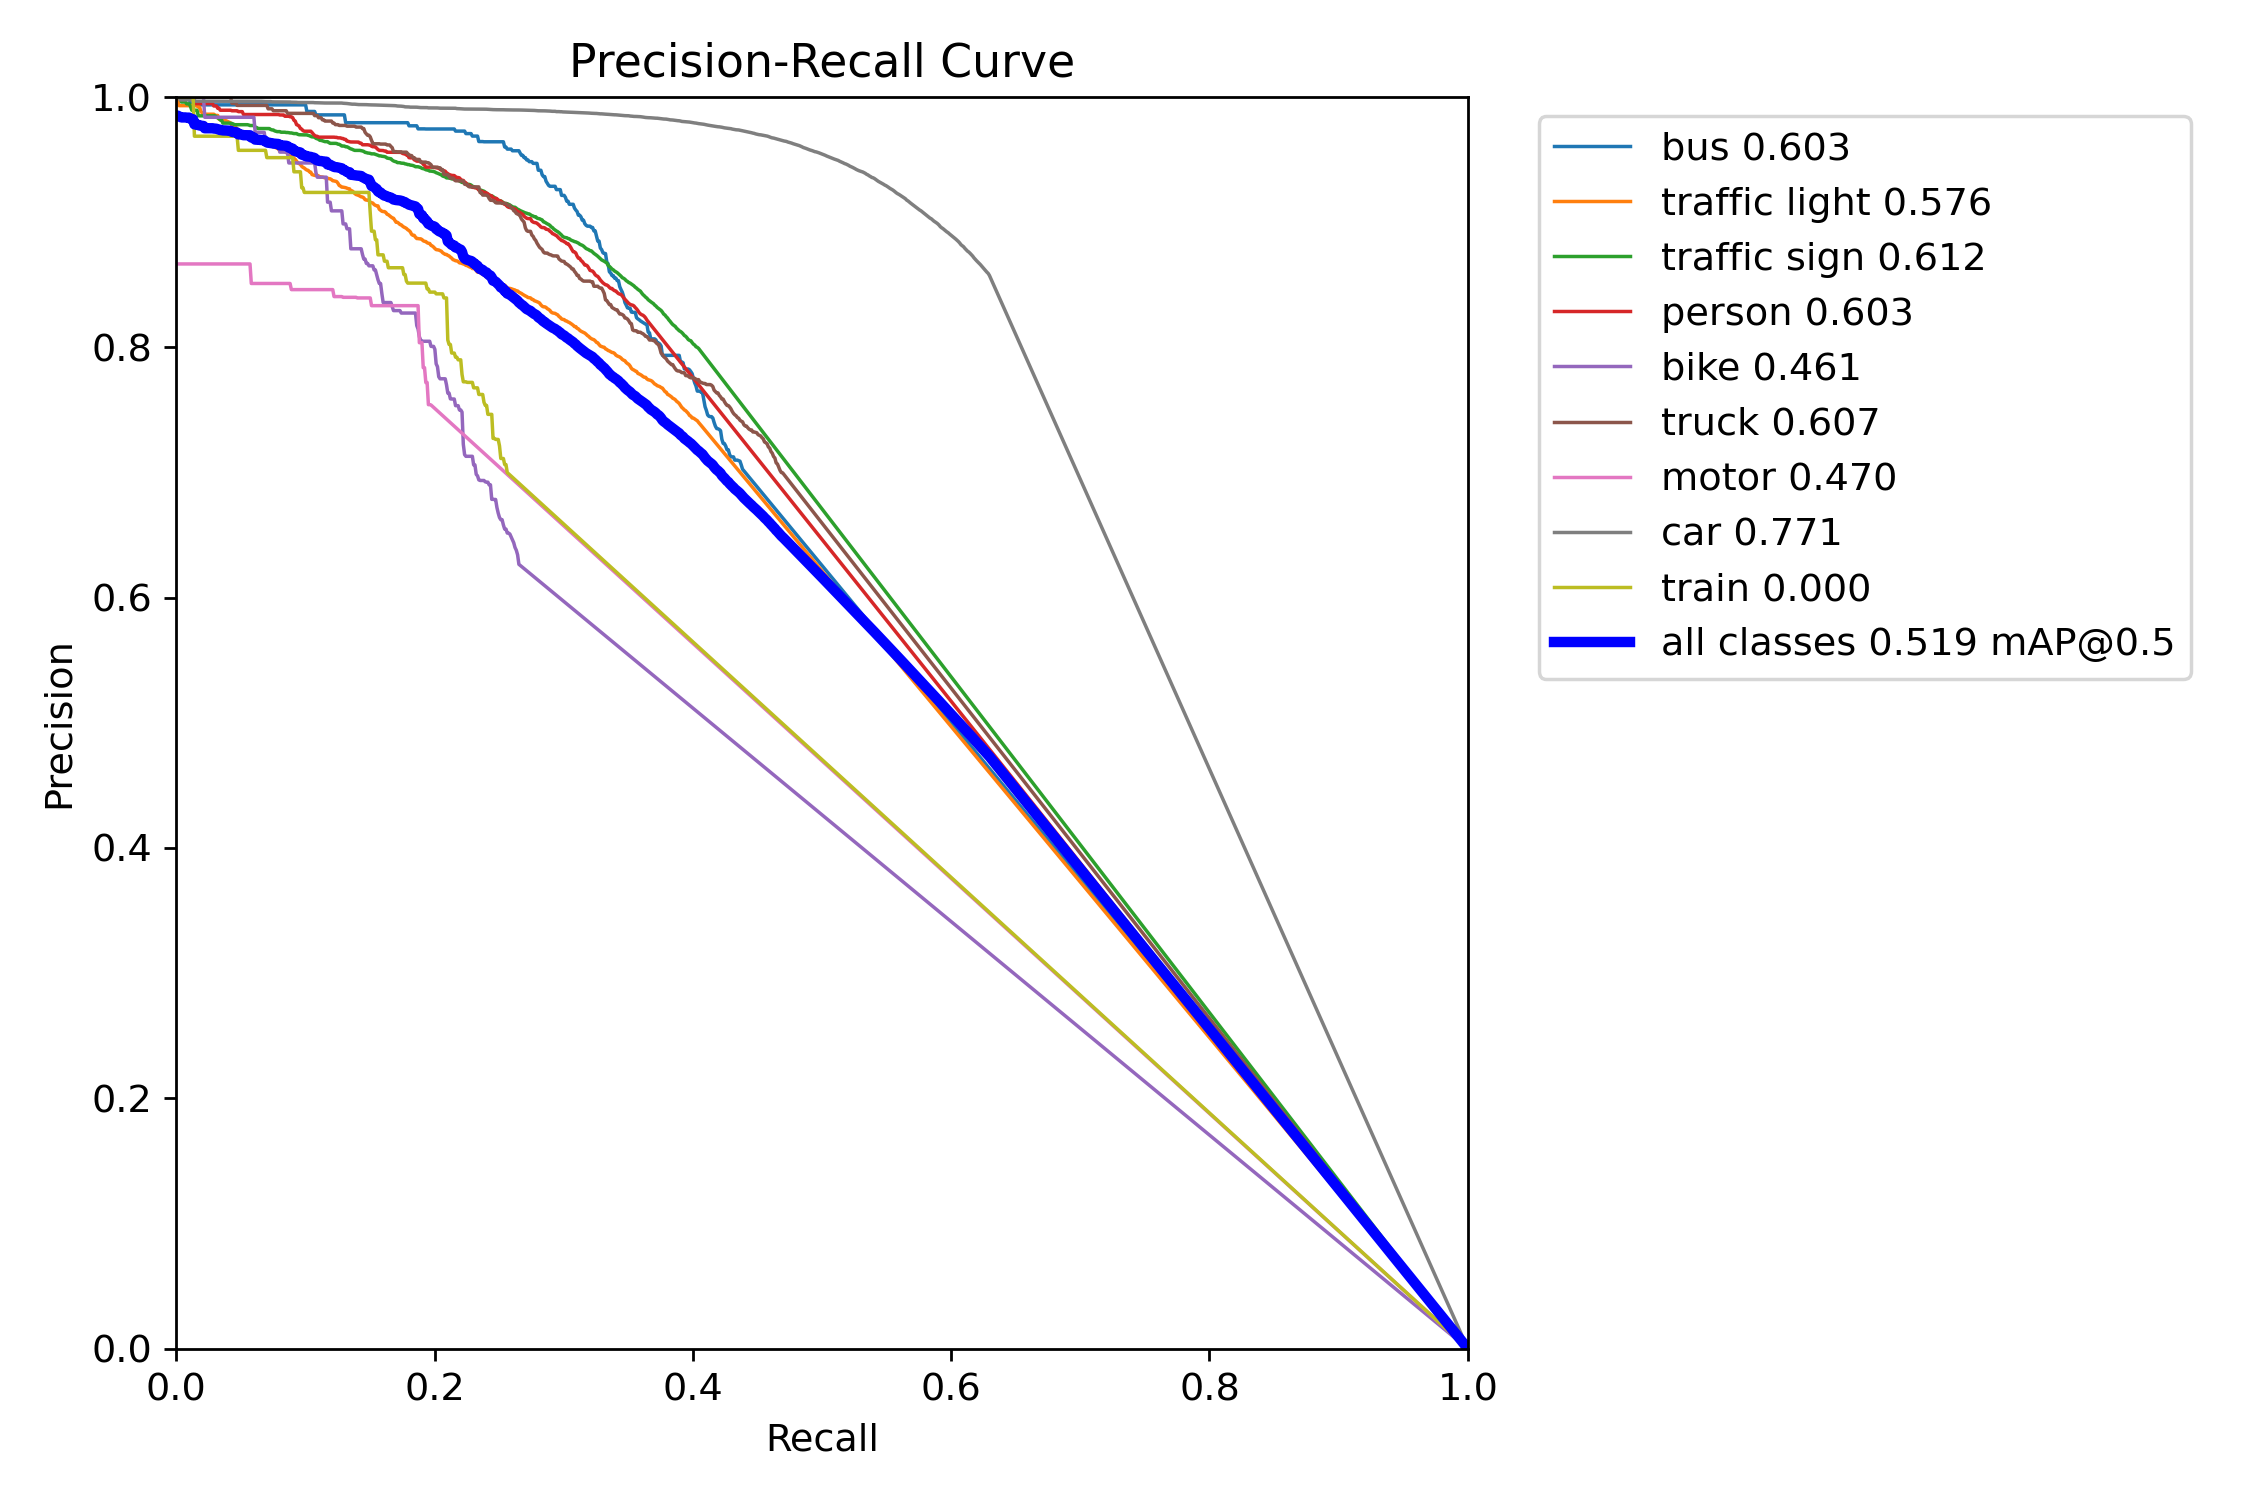 Precision-Recall Curve
1.0
0.8
0.6
0.4
0.2
0.0
Precision
0.0 0.2 0.4 0.6 0.8 1.0
Recall
bus 0.603
traffic light 0.576
traffic sign 0.612
person 0.603
bike 0.461
truck 0.607
motor 0.470
car 0.771
train 0.000
all classes 0.519 mAP@0.5